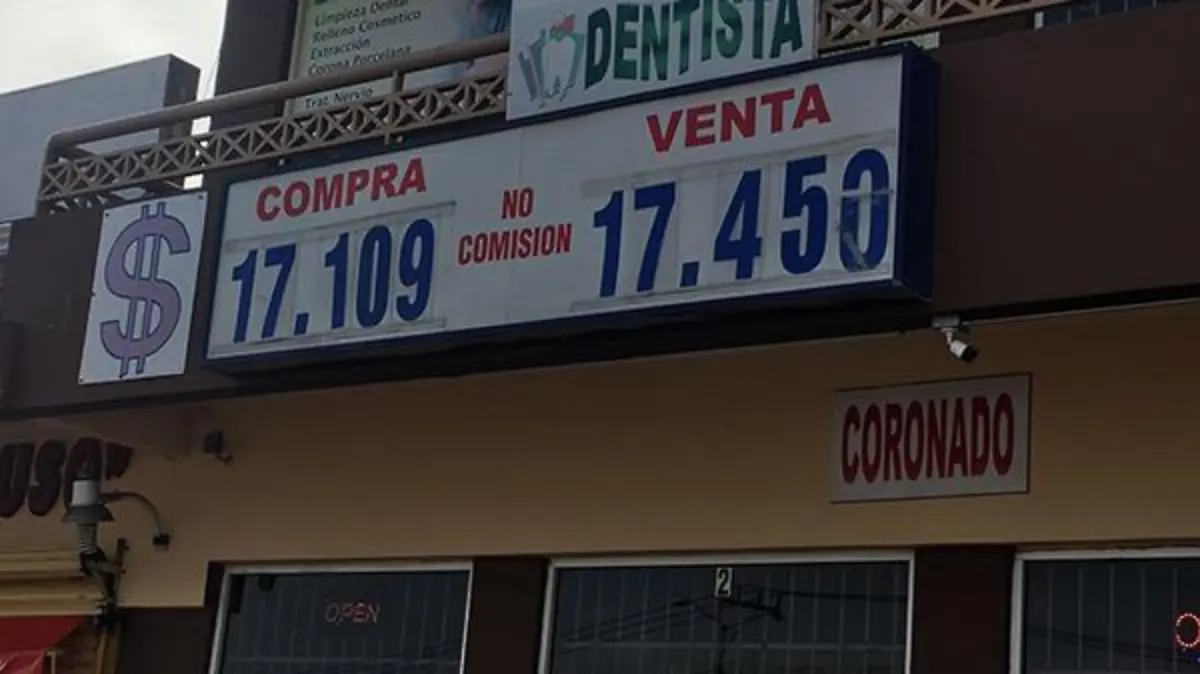 Limpieza Dental
Relleno Cosmetico
Extracción
Corona Porcelana
Trat. Nervio
DENTISTA
$
COMPRA
17.109
NO
COMISION
VENTA
17.450
CORONADO
OPEN
2